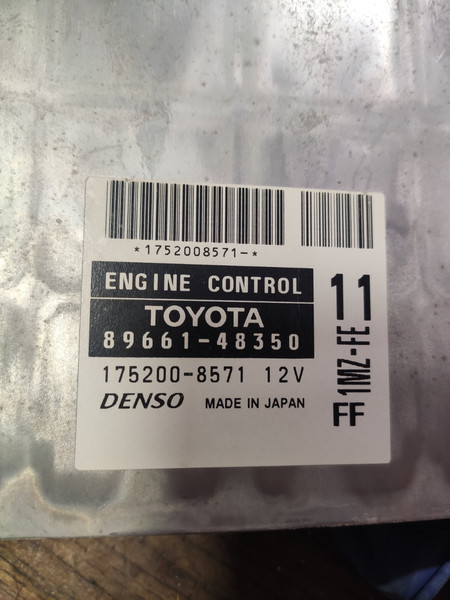 *1752008571-*
ENGINE CONTROL
TOYOTA
89661-48350
175200-8571 12V
DENSO MADE IN JAPAN
11
1MZ-FE
FF